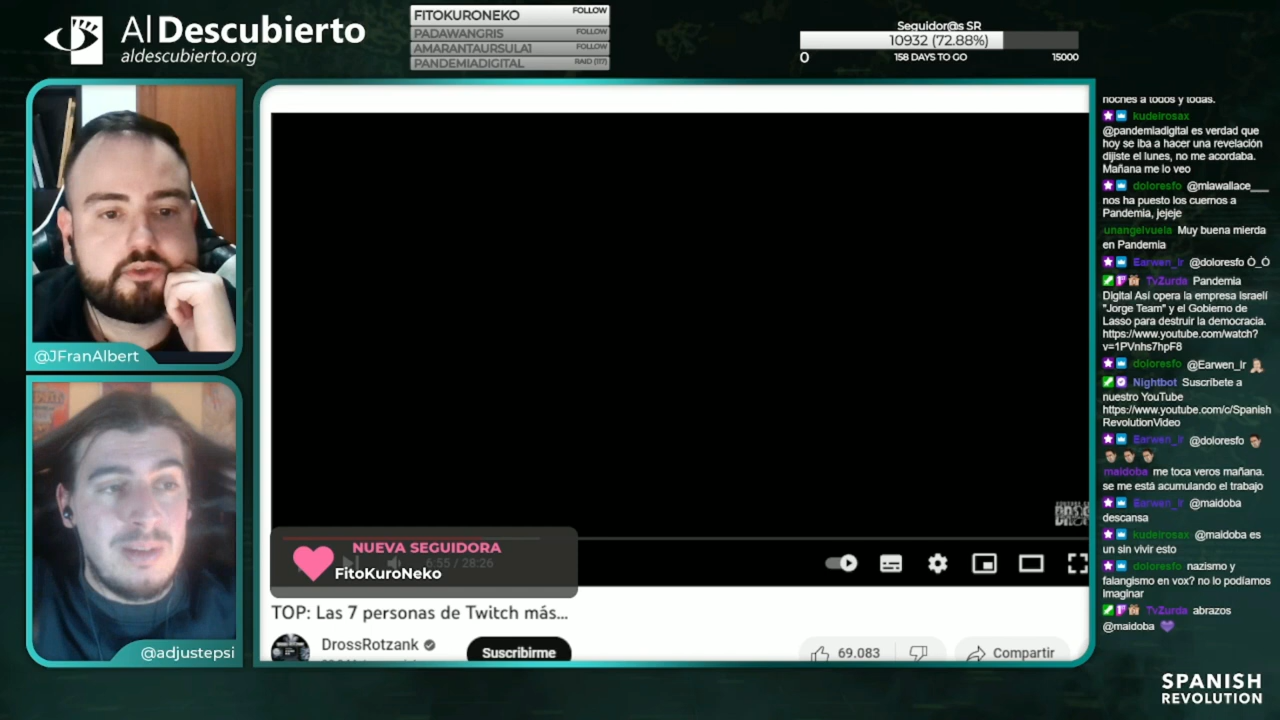 Al Descubierto
aldescubierto.org
FITOKURONEKO FOLLOW
PADAWANGRIS FOLLOW
AMARANTAURSULA1 FOLLOW
PANDEMIADIGITAL RAID (117)
Seguidor@s SR
10932 (72.88%)
0 158 DAYS TO GO 15000
@JFranAlbert
@adjustepsi
NUEVA SEGUIDORA
FitoKuroNeko
6:55 / 28:26
TOP: Las 7 personas de Twitch más...
DrossRotzank
Suscribirme
69.083
Compartir
noches a todos y todas.
kudeirosax
@pandemiadigital es verdad que
hoy se iba a hacer una revelación
dijiste el lunes, no me acordaba.
Mañana me lo veo
doloresfo @miawallace___
nos ha puesto los cuernos a
Pandemia, jejeje
unangelvuela Muy buena mierda
en Pandemia
Earwen_Ir @doloresfo Ò_Ó
TvZurda Pandemia
Digital Así opera la empresa israelí
"Jorge Team" y el Gobierno de
Lasso para destruir la democracia.
https://www.youtube.com/watch?
v=1PVnhs7hpF8
doloresfo @Earwen_Ir
Nightbot Suscríbete a
nuestro YouTube
https://www.youtube.com/c/Spanish
RevolutionVideo
Earwen_Ir @doloresfo
maidoba me toca veros mañana.
se me está acumulando el trabajo
Earwen_Ir @maidoba
descansa
kudeirosax @maidoba es
un sin vivir esto
doloresfo nazismo y
falangismo en vox? no lo podíamos
imaginar
TvZurda abrazos
@maidoba
SPANISH
REVOLUTION